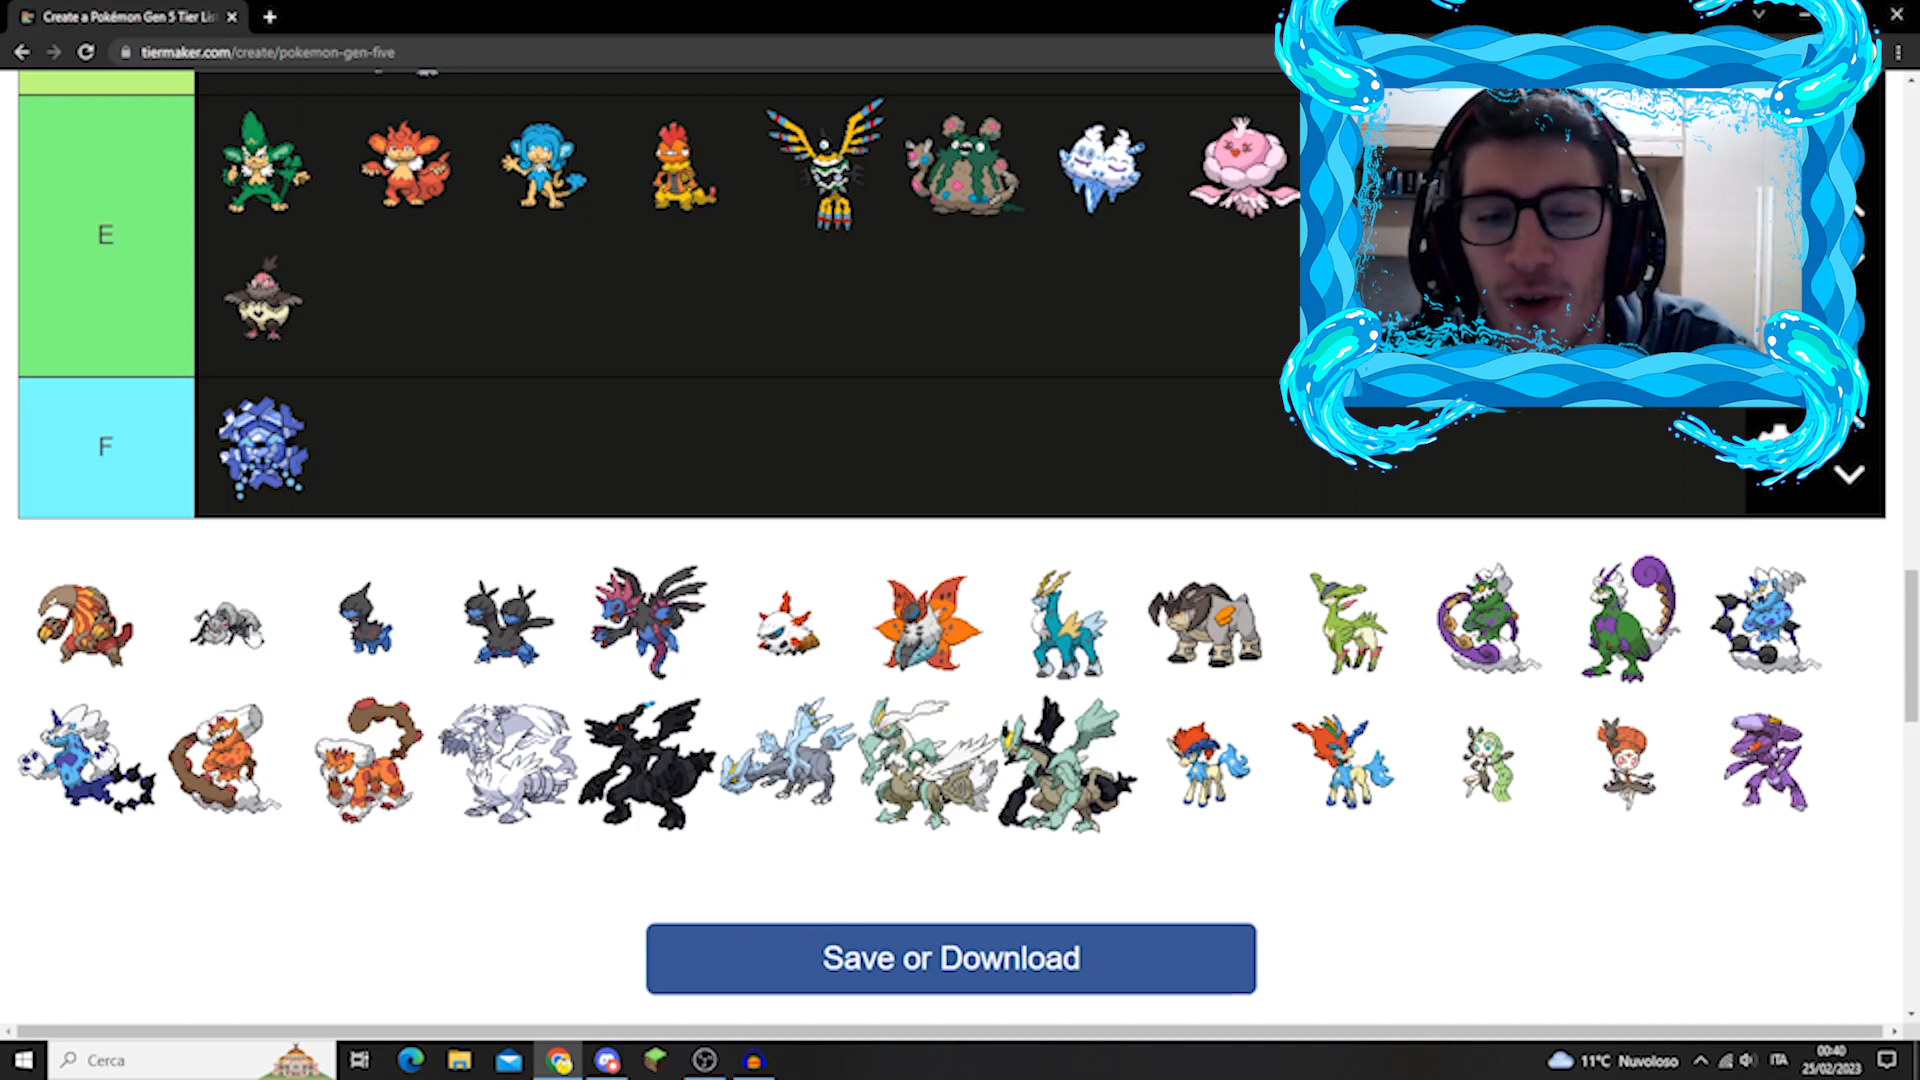 Create a Pokémon Gen 5 Tier Lis
tiermaker.com/create/pokemon-gen-five
E
F
Save or Download
Cerca
11°C Nuvoloso
ITA
00:40
25/02/2023